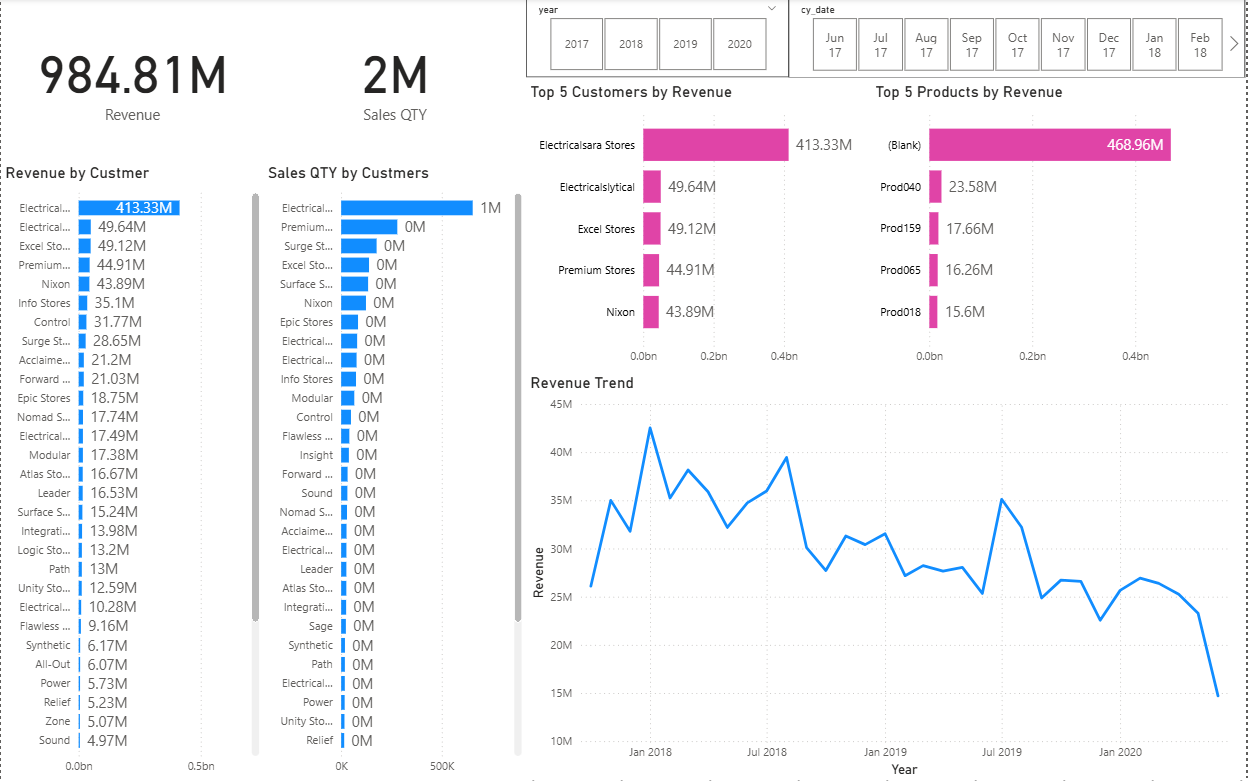 984.81M
Revenue
2M
Sales QTY
year
2017 2018 2019 2020
cy_date
Jun 17 Jul 17 Aug 17 Sep 17 Oct 17 Nov 17 Dec 17 Jan 18 Feb 18
Revenue by Custmer
Electrical... 413.33M
Electrical... 49.64M
Excel Sto... 49.12M
Premium... 44.91M
Nixon 43.89M
Info Stores 35.1M
Control 31.77M
Surge St... 28.65M
Acclaime... 21.2M
Forward ... 21.03M
Epic Stores 18.75M
Nomad S... 17.74M
Electrical... 17.49M
Modular 17.38M
Atlas Sto... 16.67M
Leader 16.53M
Surface S... 15.24M
Integrati... 13.98M
Logic Sto... 13.2M
Path 13M
Unity Sto... 12.59M
Electrical... 10.28M
Flawless ... 9.16M
Synthetic 6.17M
All-Out 6.07M
Power 5.73M
Relief 5.23M
Zone 5.07M
Sound 4.97M
0.0bn 0.5bn
Sales QTY by Custmers
Electrical... 1M
Premium... 0M
Surge St... 0M
Excel Sto... 0M
Surface S... 0M
Nixon 0M
Epic Stores 0M
Electrical... 0M
Electrical... 0M
Info Stores 0M
Modular 0M
Control 0M
Flawless ... 0M
Insight 0M
Forward ... 0M
Sound 0M
Nomad S... 0M
Acclaime... 0M
Electrical... 0M
Leader 0M
Atlas Sto... 0M
Integrati... 0M
Sage 0M
Synthetic 0M
Path 0M
Electrical... 0M
Power 0M
Unity Sto... 0M
Relief 0M
0K 500K
Top 5 Customers by Revenue
Electricalsara Stores 413.33M
Electricalslytical 49.64M
Excel Stores 49.12M
Premium Stores 44.91M
Nixon 43.89M
0.0bn 0.2bn 0.4bn
Top 5 Products by Revenue
(Blank) 468.96M
Prod040 23.58M
Prod159 17.66M
Prod065 16.26M
Prod018 15.6M
0.0bn 0.2bn 0.4bn
Revenue Trend
45M
40M
35M
30M
25M
20M
15M
10M
Revenue
Jan 2018 Jul 2018 Jan 2019 Jul 2019 Jan 2020
Year